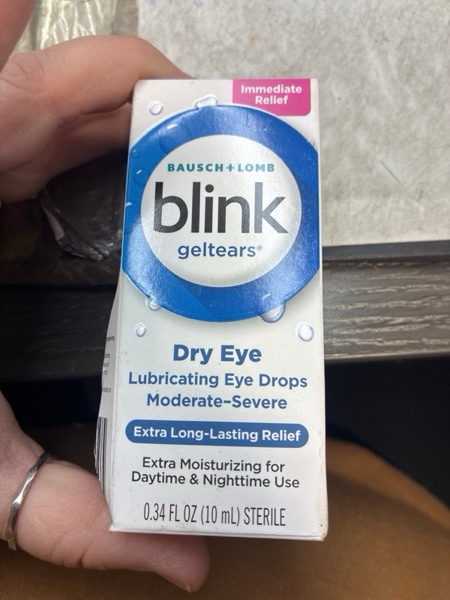 Immediate
Relief
BAUSCH + LOMB
blink
geltears®
Dry Eye
Lubricating Eye Drops
Moderate–Severe
Extra Long-Lasting Relief
Extra Moisturizing for
Daytime & Nighttime Use
0.34 FL OZ (10 mL) STERILE